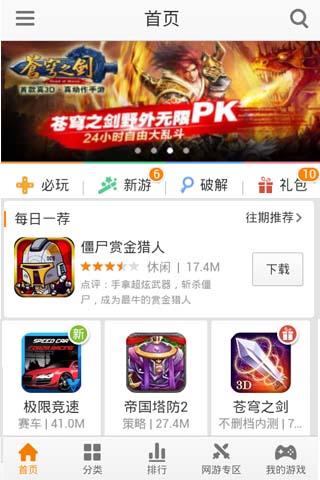 首页
苍穹之剑
首款真3D·真动作手游
苍穹之剑野外无限PK
24小时自由大乱斗
必玩
新游
6
破解
礼包
10
每日一荐
往期推荐>
僵尸赏金猎人
休闲 | 17.4M
点评：手拿超炫武器，斩杀僵
尸，成为最牛的赏金猎人
下载
新
SPEED CAR
极限竞速
赛车 | 41.0M
帝国塔防2
策略 | 27.4M
3D
苍穹之剑
不删档内测 | 7
首页
分类
排行
网游专区
我的游戏